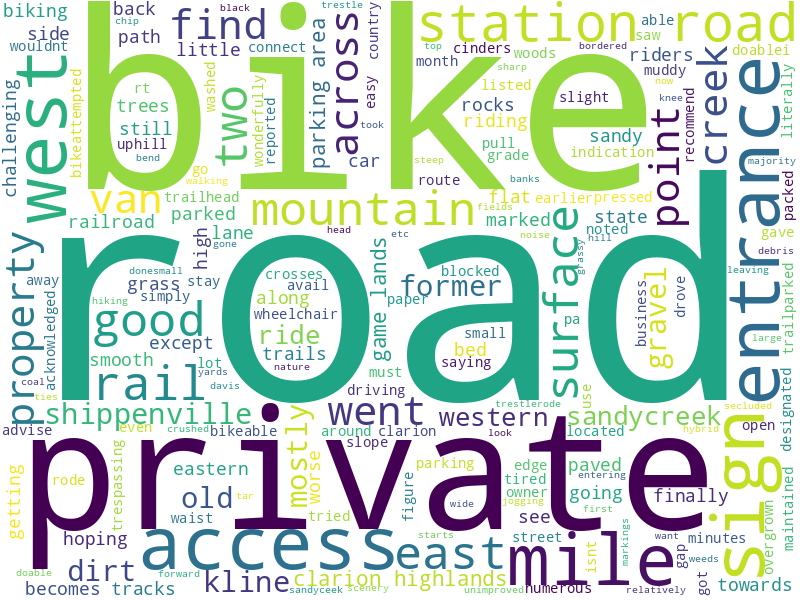 chip black trestle top bordered
biking back find station road
wouldnt side path little connect country able saw cinders woods doablei
bike
rt trees still uphill washed wonderfully reported parking area across month car easy
west two challenging bikeattempted
rocks riders muddy listed sharp now
slight riding sandy knee creek literally
pull grade indication recommend majority
bend took route steep banks packed
van go walking trailhead flat earlier pressed
railroad parked mountain marked fields state gave debris
lane head etc noise noted hill point entrance
road
property away acknowledged hiking donesmall gone crosses avail blocked pa grassy
high grass simply stay along paper former drove business leaving
good except wheelchair ride game lands small gravel surface
smooth lot trails bed saying large
rail yards nature must trailparked
coal ties davis driving trestlerode use designated
shippenville went western sandycreek
private
advise even crushed bikeable around clarion look located open hybrid secluded
slope edge paved
getting rode trespassing eastern mostly worse parking tired going sign overgrown maintained
old waist tried figure owner see finally
tar wide jogging entering
hoping access east street isnt first mile minutes
dirt starts numerous gap want markings weeds
becomes tracks kline clarion highlands got towards
doable forward sandyceek scenery unimproved relatively